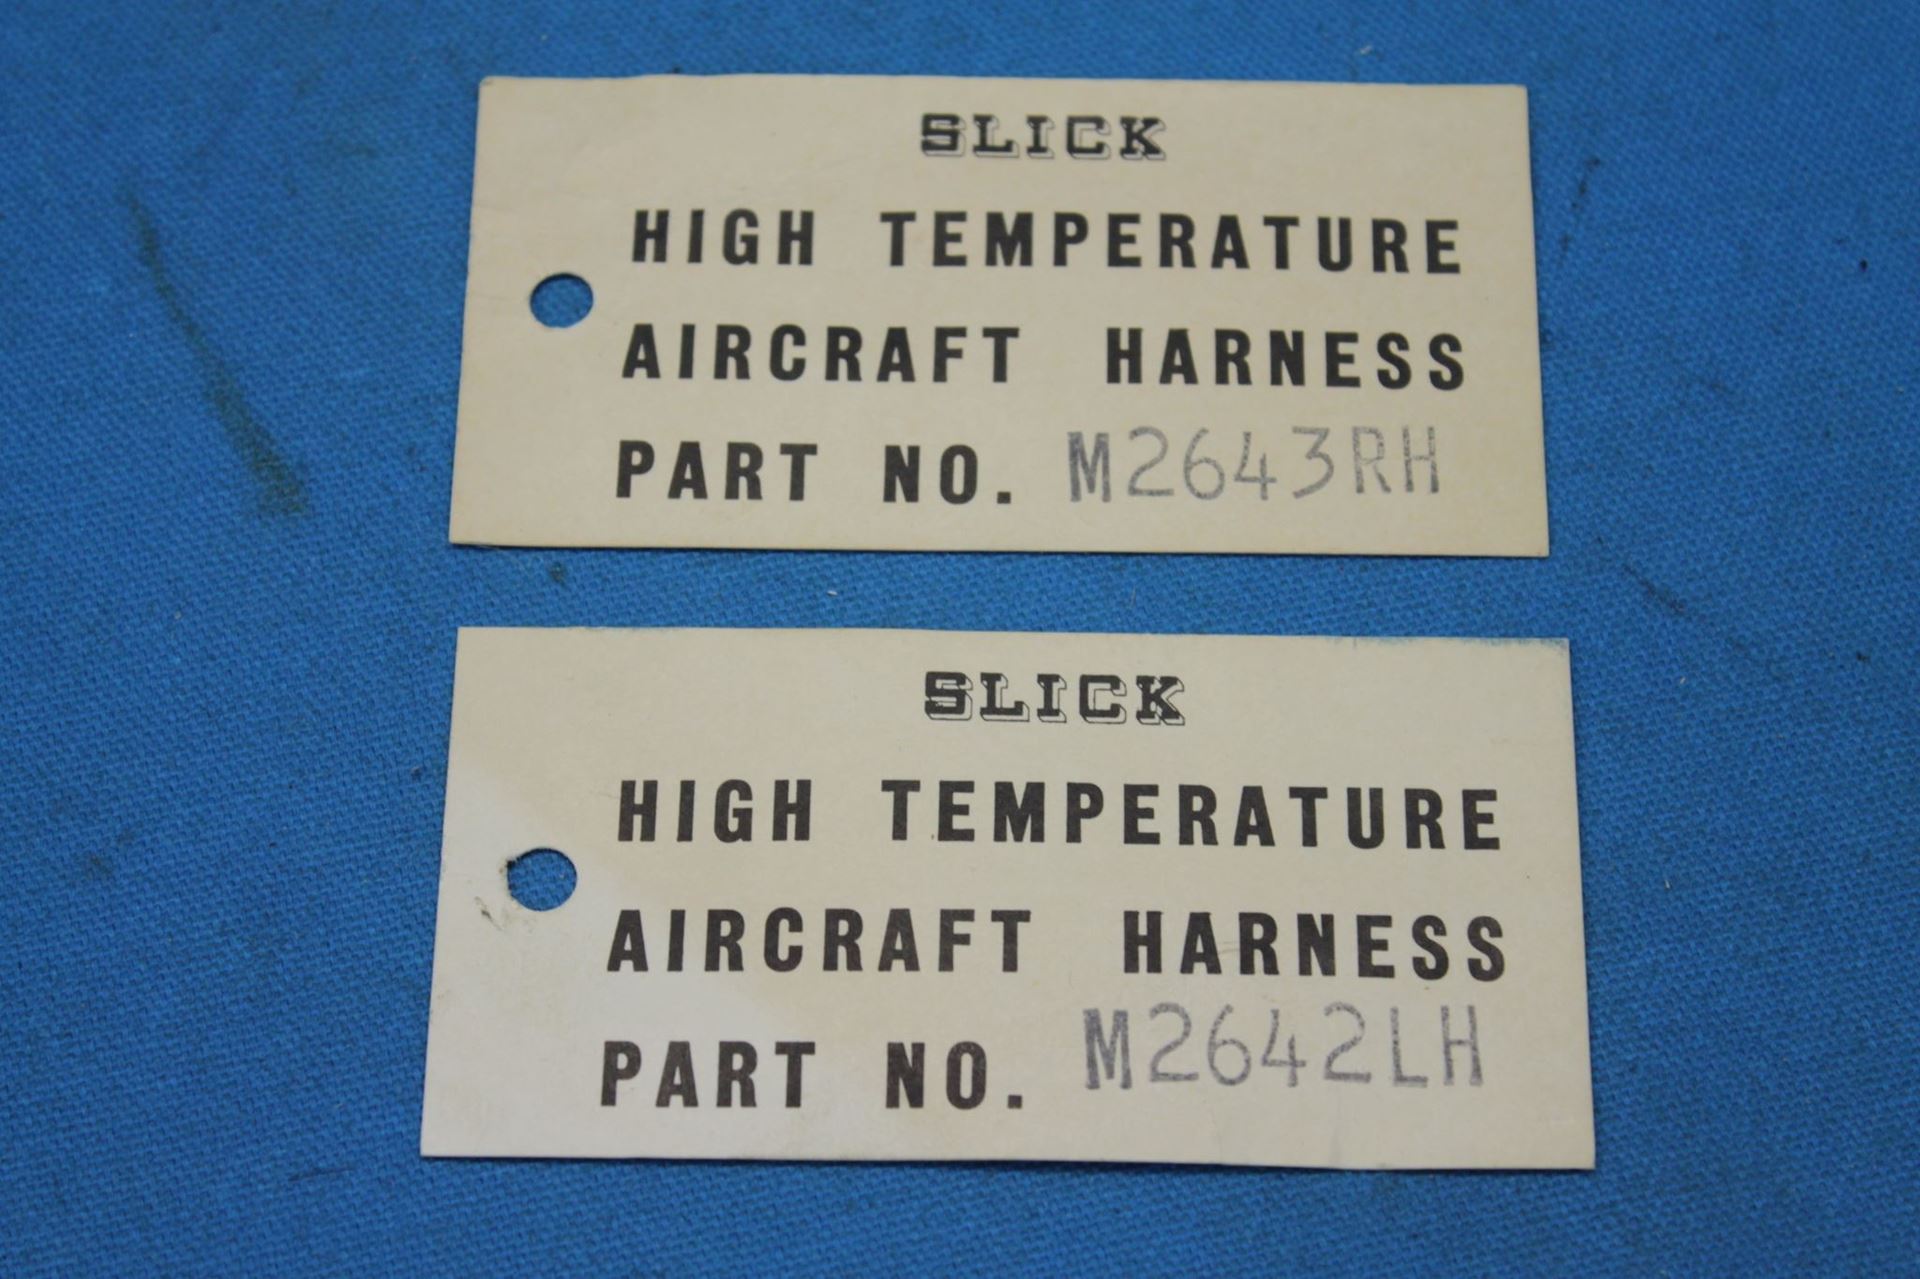 SLICK
HIGH TEMPERATURE
AIRCRAFT HARNESS
PART NO. M2643RH
SLICK
HIGH TEMPERATURE
AIRCRAFT HARNESS
PART NO. M2642LH